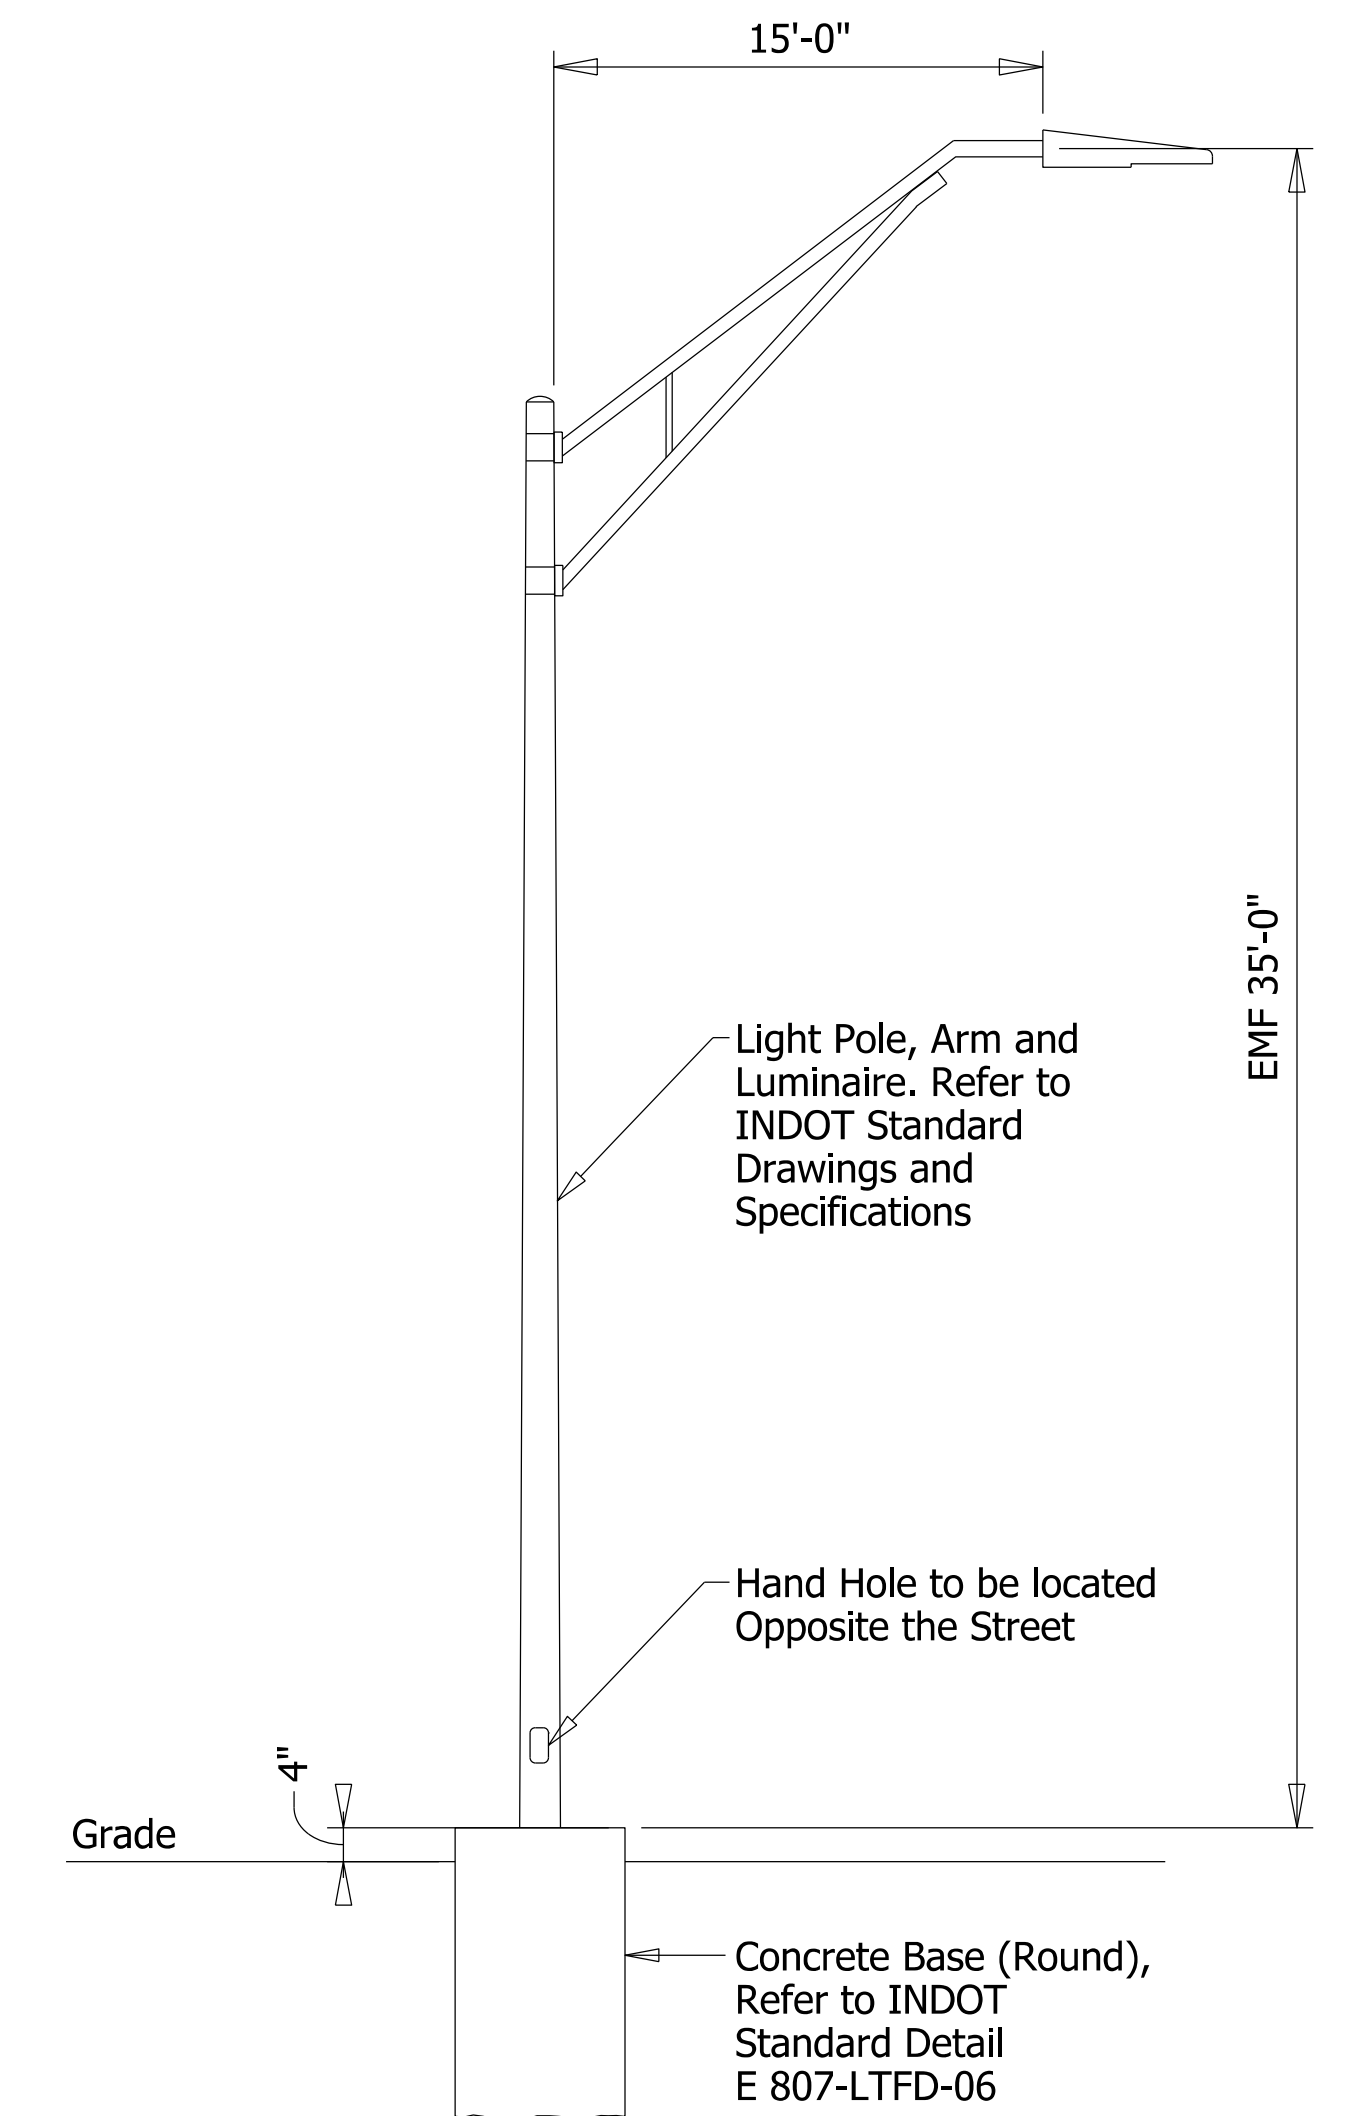 15'-0"
EMF 35'-0"
Light Pole, Arm and
Luminaire. Refer to
INDOT Standard
Drawings and
Specifications
Hand Hole to be located
Opposite the Street
4"
Grade
Concrete Base (Round),
Refer to INDOT
Standard Detail
E 807-LTFD-06